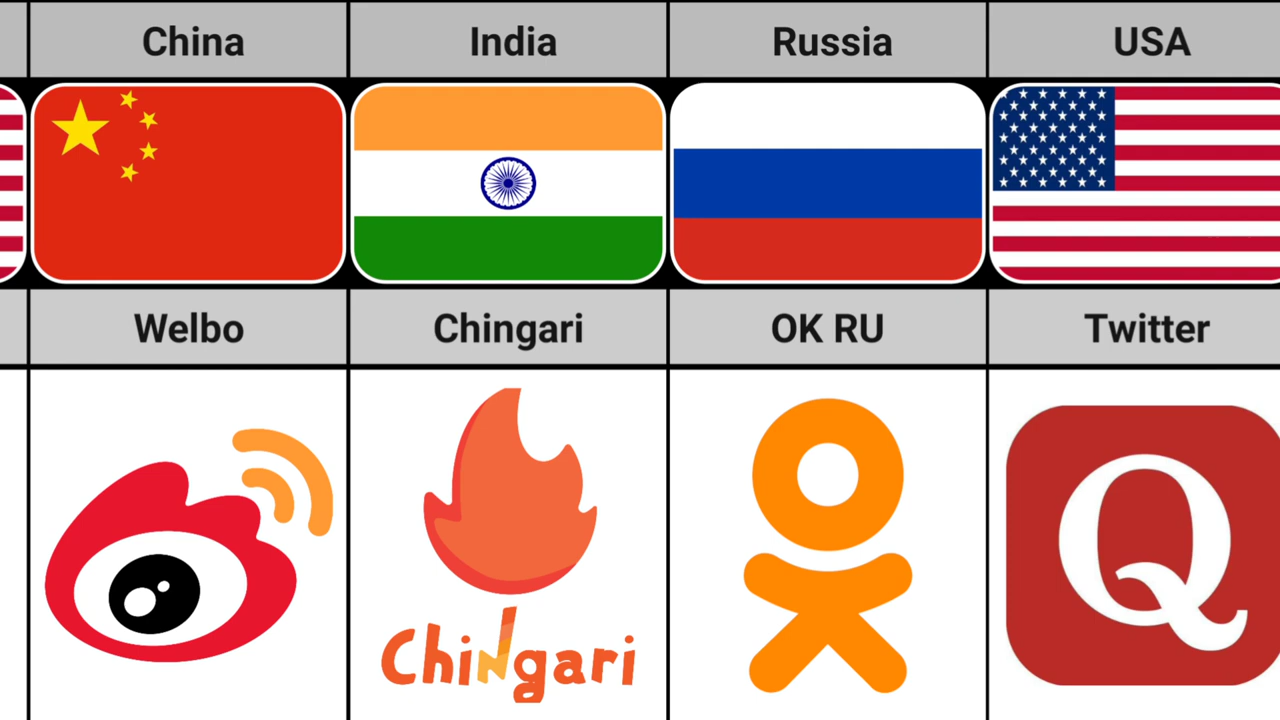 China
India
Russia
USA
Welbo
Chingari
OK RU
Twitter
Chingari
Q